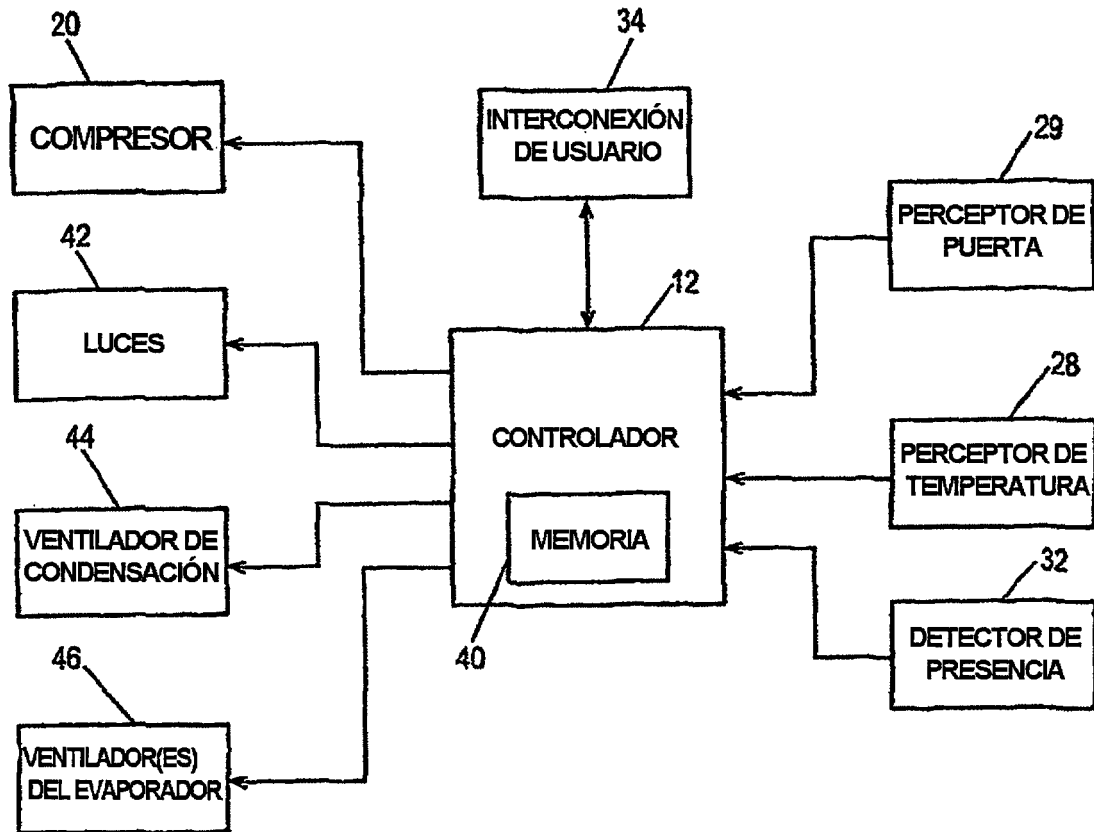 20
COMPRESOR
34
INTERCONEXIÓN
DE USUARIO
29
PERCEPTOR DE
PUERTA
42
LUCES
12
CONTROLADOR
MEMORIA
40
28
PERCEPTOR DE
TEMPERATURA
44
VENTILADOR DE
CONDENSACIÓN
32
DETECTOR DE
PRESENCIA
46
VENTILADOR(ES)
DEL EVAPORADOR